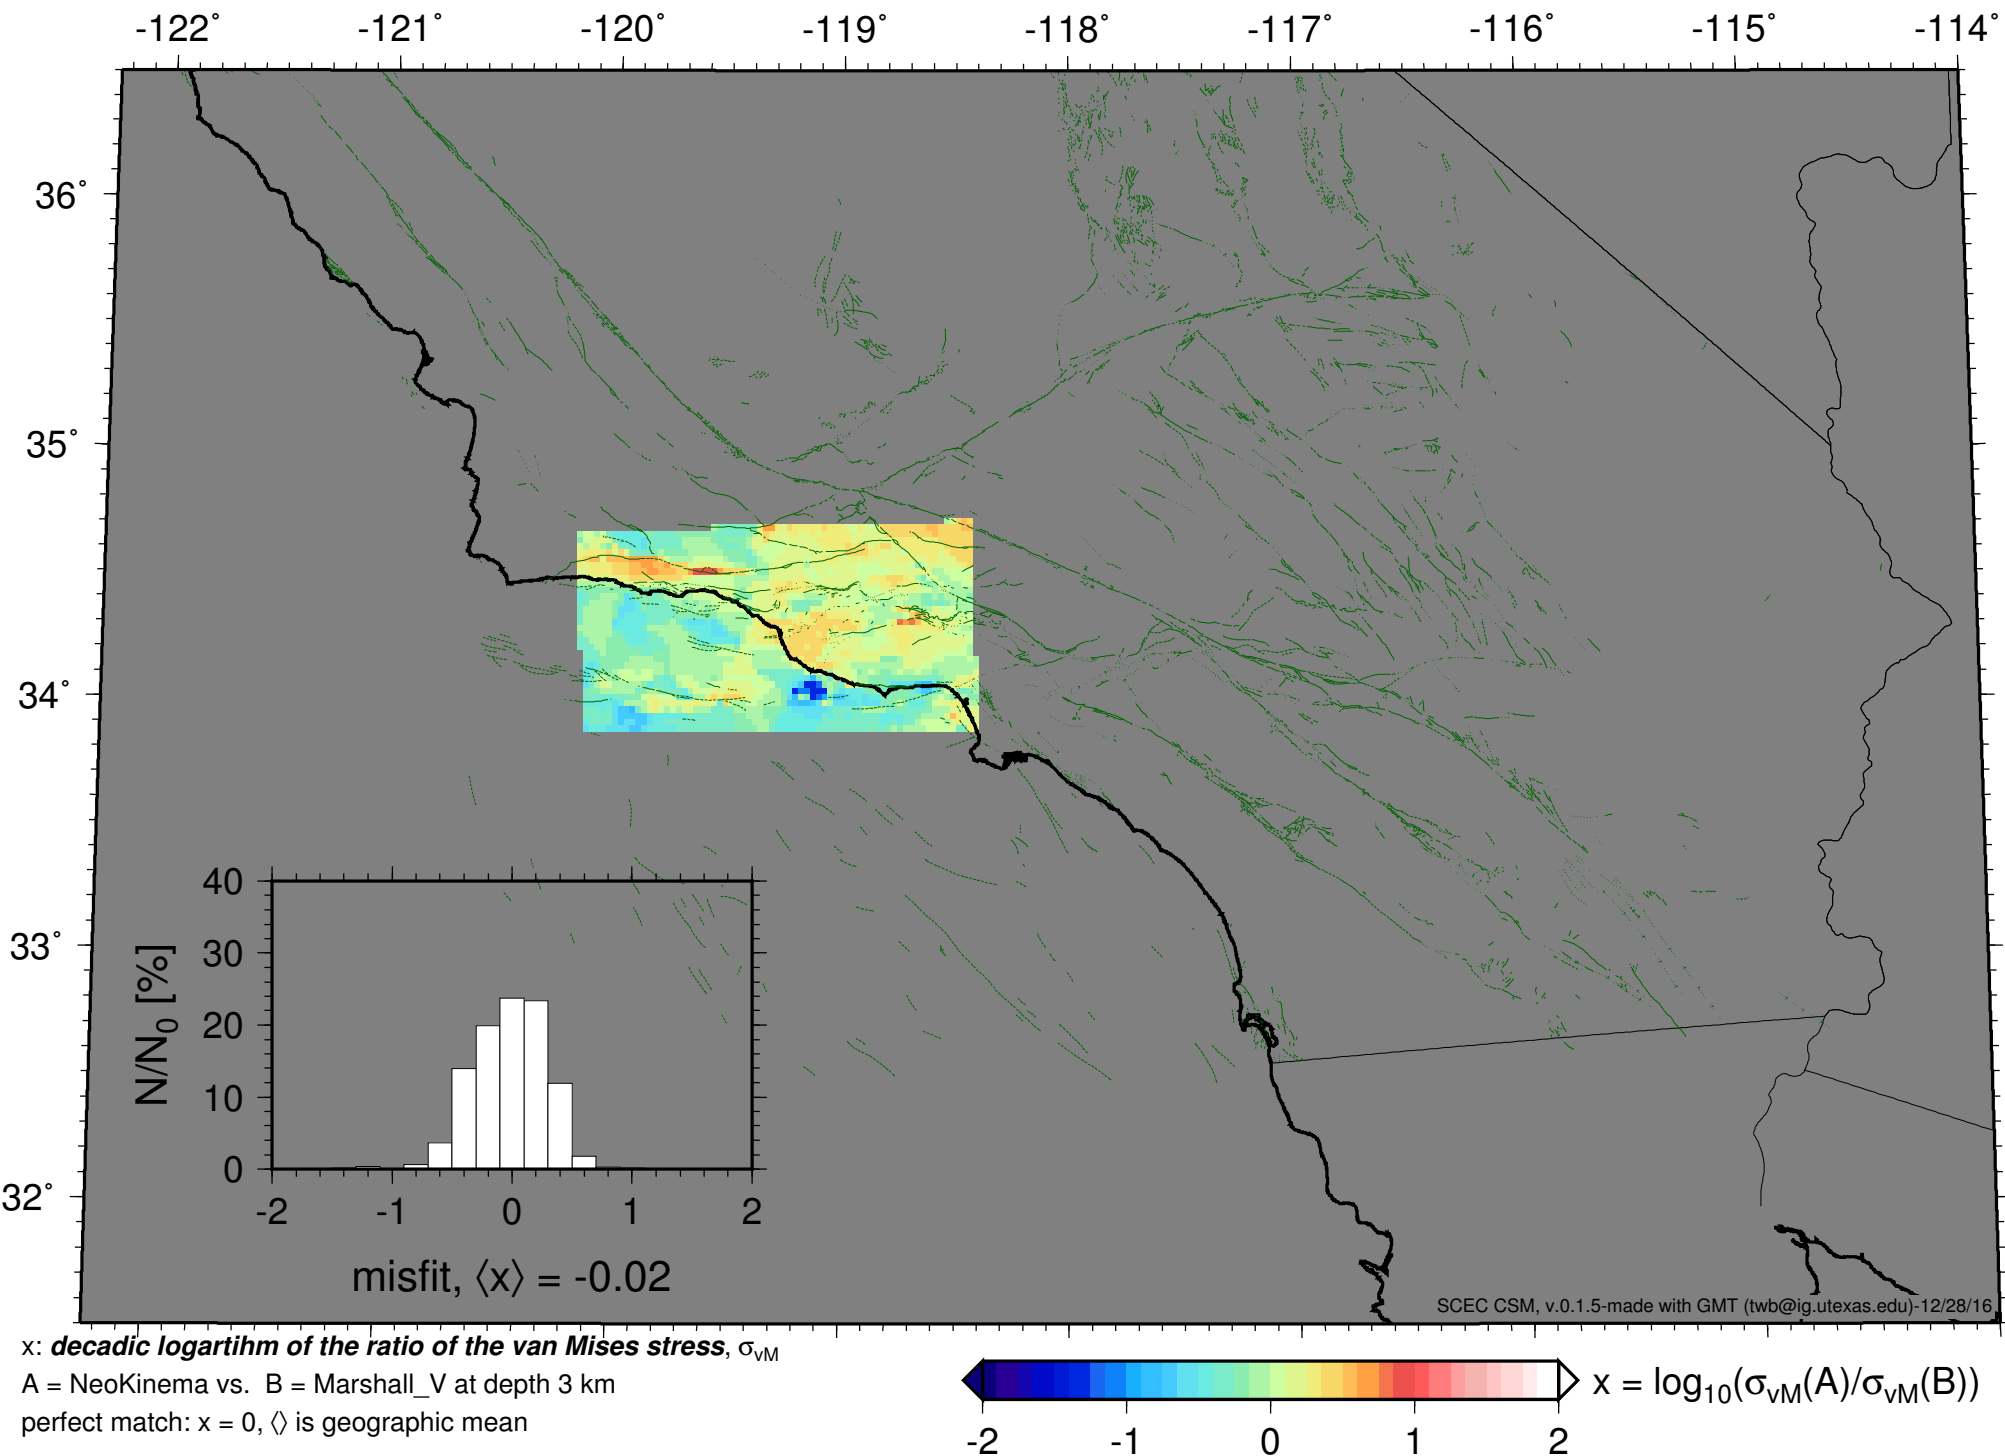 -122° -121° -120° -119° -118° -117° -116° -115° -114°
36°
35°
34°
33°
32°
40
30
20
10
0
N/N0 [%]
-2 -1 0 1 2
misfit, ⟨x⟩ = -0.02
SCEC CSM, v.0.1.5-made with GMT (twb@ig.utexas.edu)-12/28/16
x: decadic logartihm of the ratio of the van Mises stress, σvM
A = NeoKinema vs. B = Marshall_V at depth 3 km
perfect match: x = 0, ⟨⟩ is geographic mean
x = log10(σvM(A)/σvM(B))
-2 -1 0 1 2